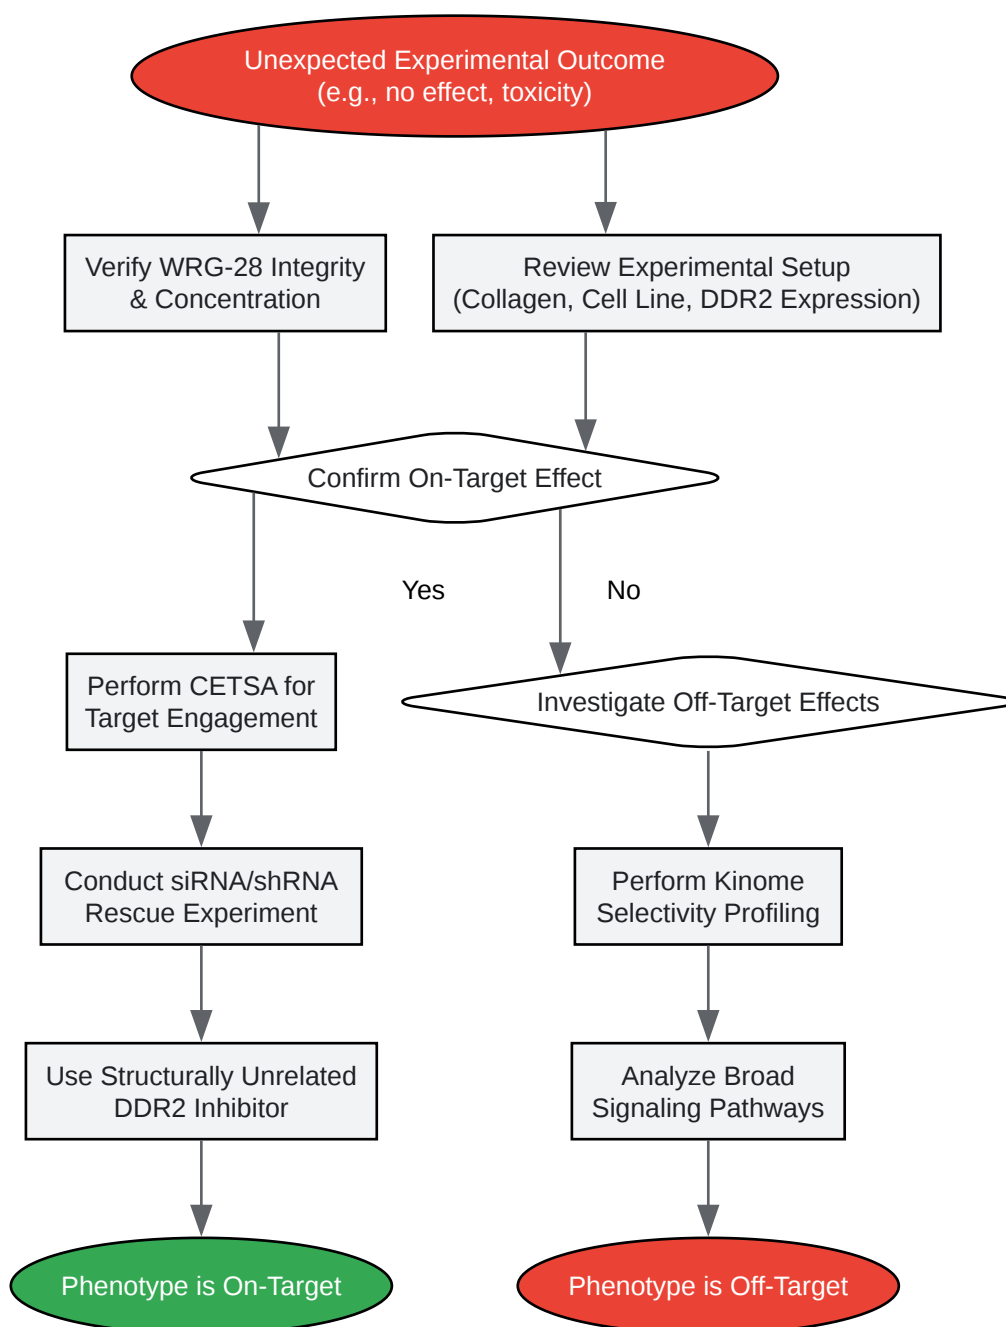 Unexpected Experimental Outcome
(e.g., no effect, toxicity)
Verify WRG-28 Integrity
& Concentration
Review Experimental Setup
(Collagen, Cell Line, DDR2 Expression)
Confirm On-Target Effect
Yes
No
Perform CETSA for
Target Engagement
Investigate Off-Target Effects
Conduct siRNA/shRNA
Rescue Experiment
Perform Kinome
Selectivity Profiling
Use Structurally Unrelated
DDR2 Inhibitor
Analyze Broad
Signaling Pathways
Phenotype is On-Target
Phenotype is Off-Target